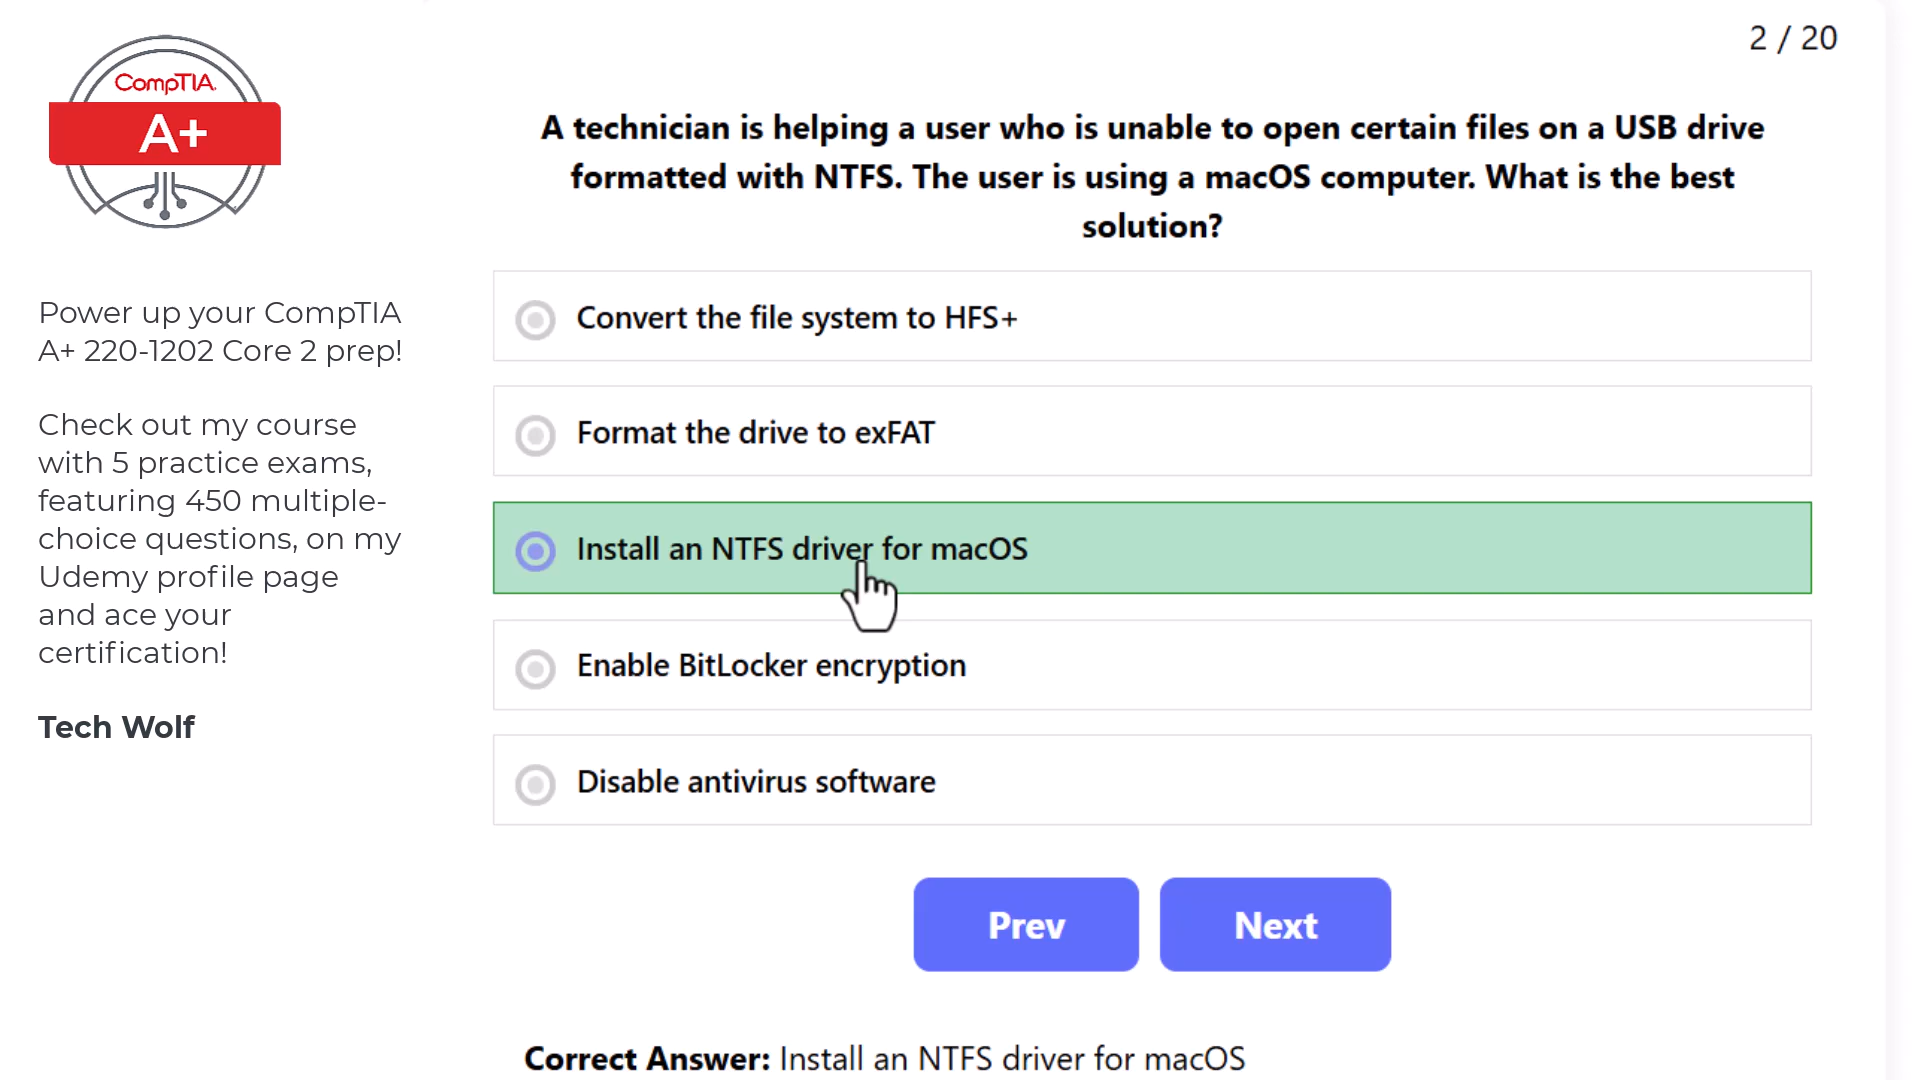 CompTIA.
A+
Power up your CompTIA
A+ 220-1202 Core 2 prep!
Check out my course
with 5 practice exams,
featuring 450 multiple-
choice questions, on my
Udemy profile page
and ace your
certification!
Tech Wolf
2 / 20
A technician is helping a user who is unable to open certain files on a USB drive
formatted with NTFS. The user is using a macOS computer. What is the best
solution?
Convert the file system to HFS+
Format the drive to exFAT
Install an NTFS driver for macOS
Enable BitLocker encryption
Disable antivirus software
Prev
Next
Correct Answer: Install an NTFS driver for macOS